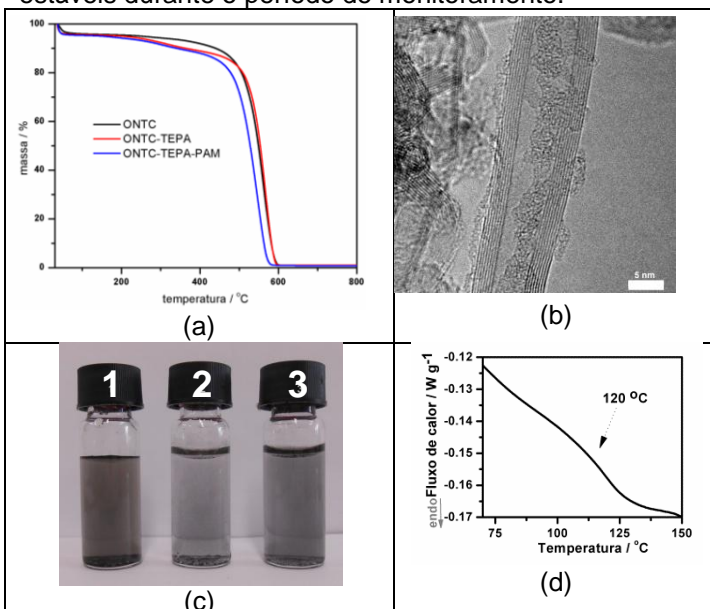 estáveis durante o período de monitoramento.
100
80
60
40
20
0
massa / %
ONTC
ONTC-TEPA
ONTC-TEPA-PAM
200
400
600
800
temperatura / °C
(a)
5 nm
(b)
1 2 3
(c)
-0.12
-0.13
-0.14
-0.15
-0.16
-0.17
endo Fluxo de calor / W g⁻¹
120 °C
75
100
125
150
Temperatura / °C
(d)